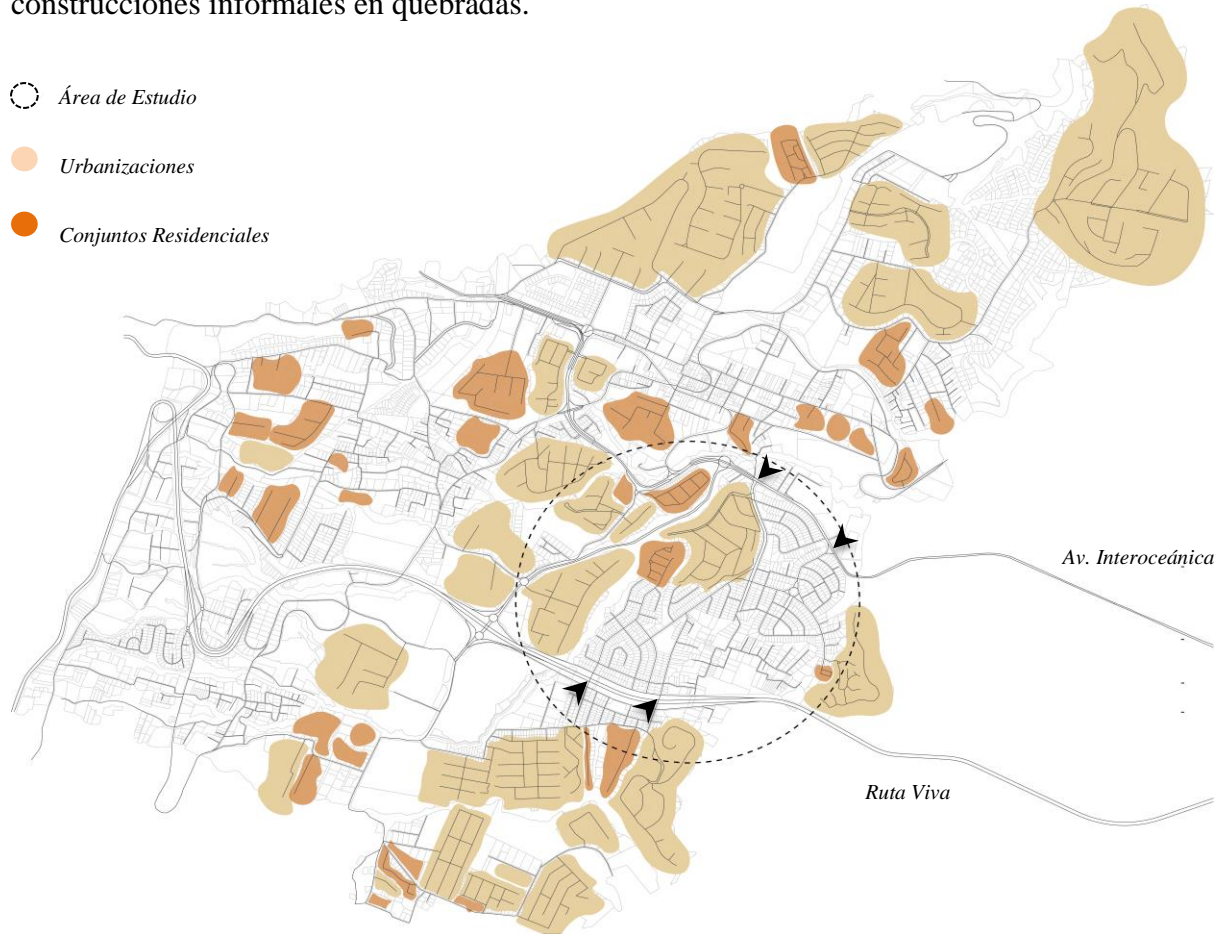 construcciones informales en quebradas.
Área de Estudio
Urbanizaciones
Conjuntos Residenciales
Av. Interoceánica
Ruta Viva